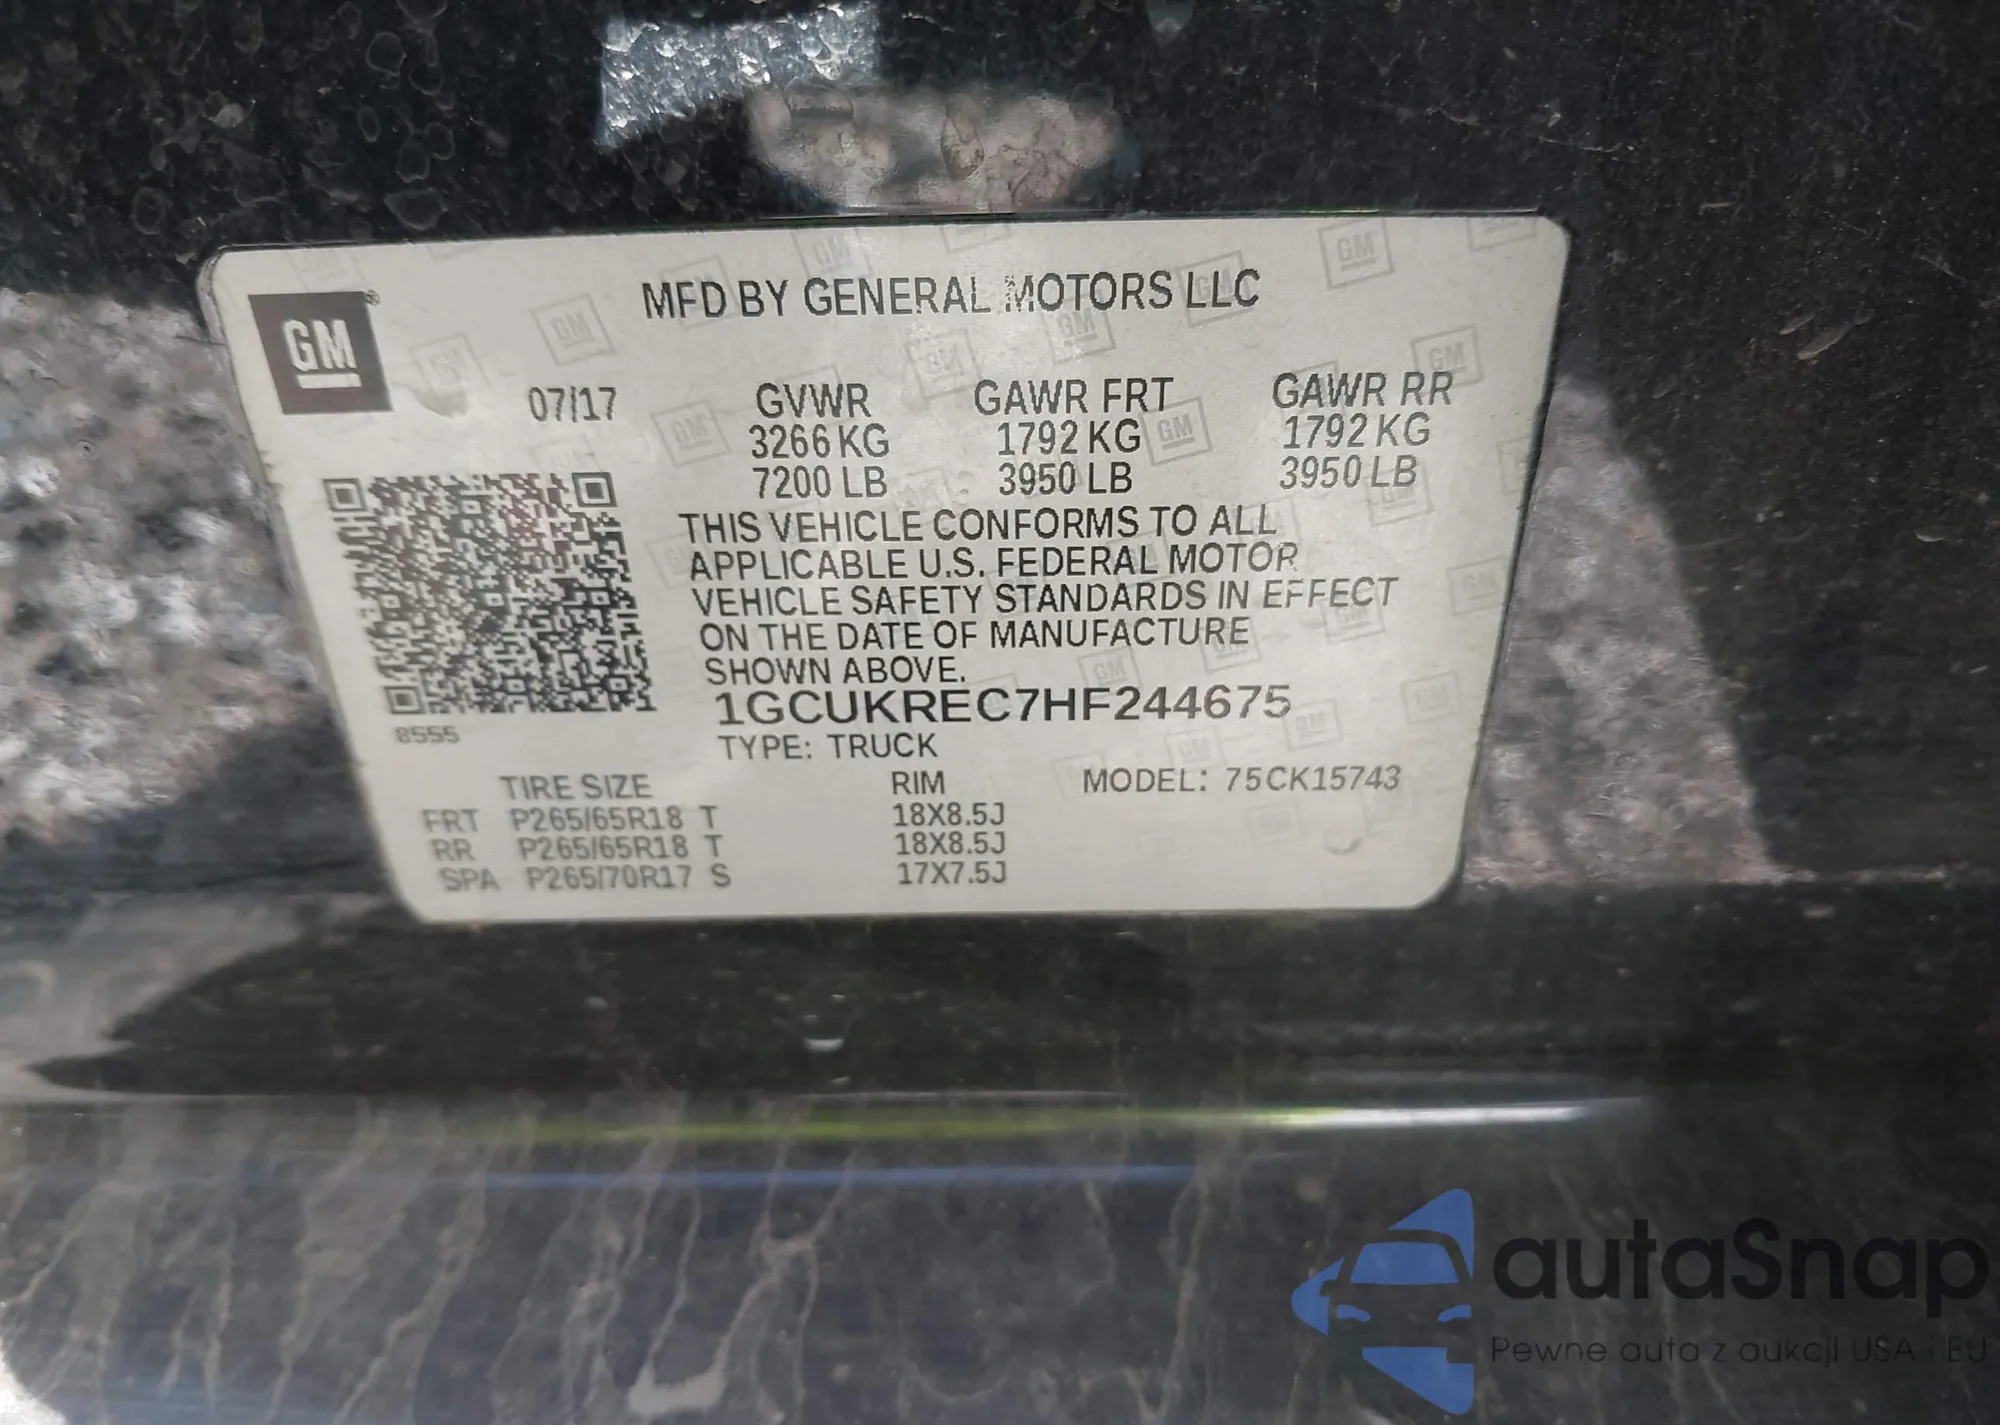 MFD BY GENERAL MOTORS LLC
GM
07/17 GVWR GAWR FRT GAWR RR
3266 KG 1792 KG 1792 KG
7200 LB 3950 LB 3950 LB
THIS VEHICLE CONFORMS TO ALL
APPLICABLE U.S. FEDERAL MOTOR
VEHICLE SAFETY STANDARDS IN EFFECT
ON THE DATE OF MANUFACTURE
SHOWN ABOVE.
1GCUKREC7HF244675
8555
TYPE: TRUCK
TIRE SIZE RIM MODEL: 75CK15743
FRT P265/65R18 T 18X8.5J
RR P265/65R18 T 18X8.5J
SPA P265/70R17 S 17X7.5J
autaSnap
Pewne auta z aukcji USA i EU